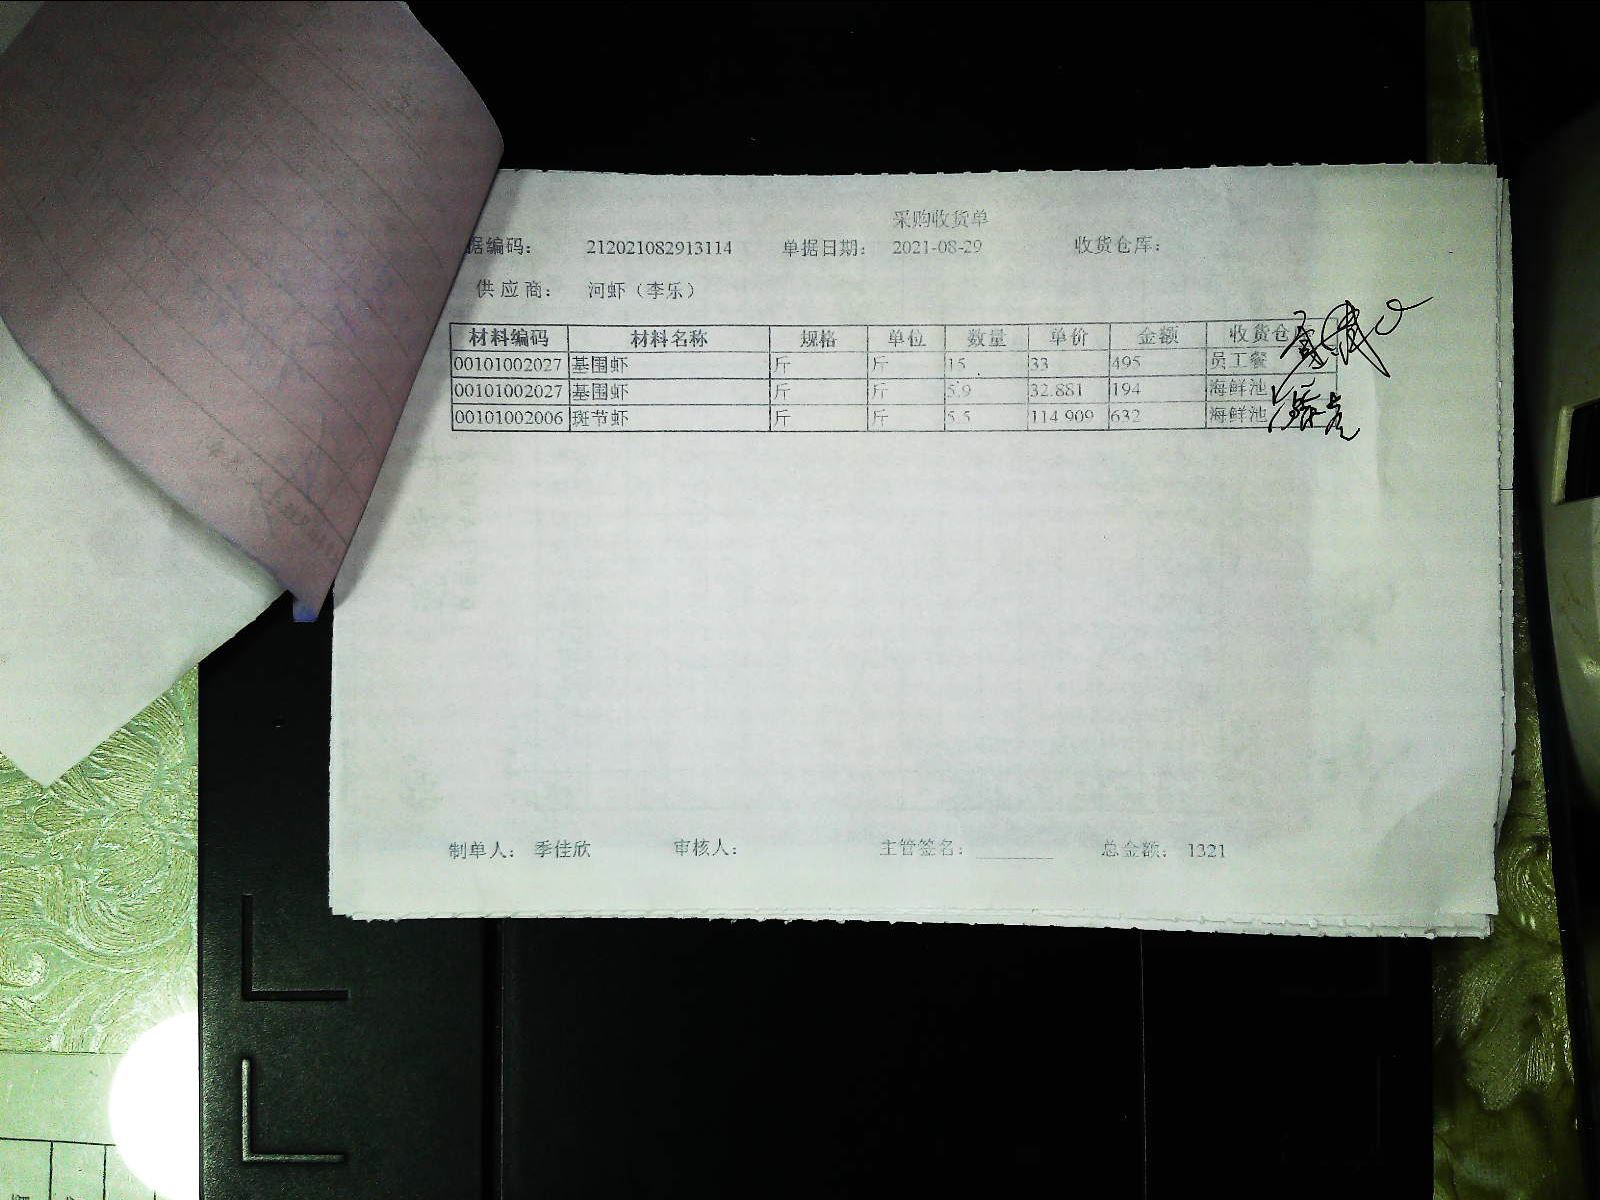 采购收货单
据编码： 212021082913114 单据日期： 2021-08-29 收货仓库：
供应商： 河虾（李乐）
材料编码 材料名称 规格 单位 数量 单价 金额 收货仓
00101002027 基围虾 斤 斤 15 33 495 员工餐
00101002027 基围虾 斤 斤 5.9 32.881 194 海鲜池
00101002006 斑节虾 斤 斤 5.5 114.909 632 海鲜池
制单人： 季佳欣 审核人： 主管签名： 总金额： 1321